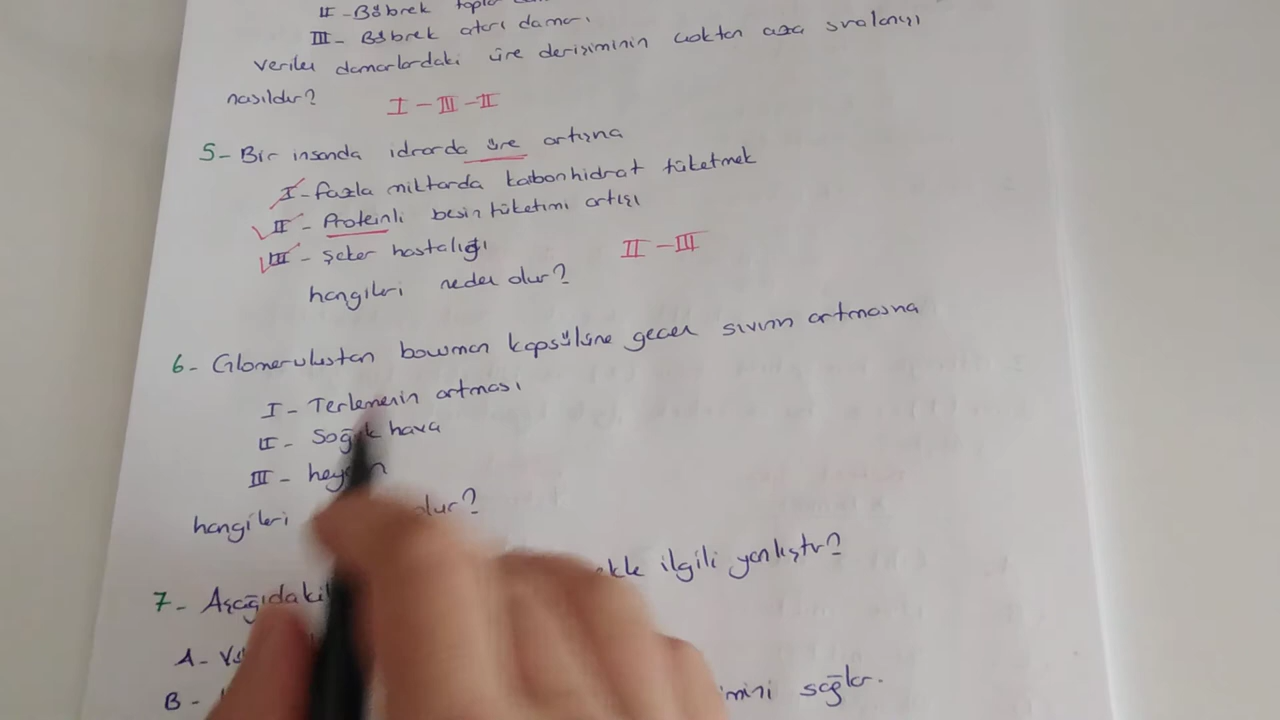 II - Böbrek
III - Böbrek atar damarı
verilen damarlardaki üre derişiminin çoktan aza sıralanışı
nasıldır? I - III - II
5- Bir insanda idrarda üre artışına
I - fazla miktarda karbonhidrat tüketmek
II - Proteinli besin tüketimi artışı
III - Şeker hastalığı II - III
hangileri neden olur?
6- Glomerulustan bowman kapsülüne geçen sıvının artmasına
I - Terlemenin artması
II - Soğuk hava
III -
hangileri olur?
7- ilgili yanlıştır?
A-
B- sağlar.